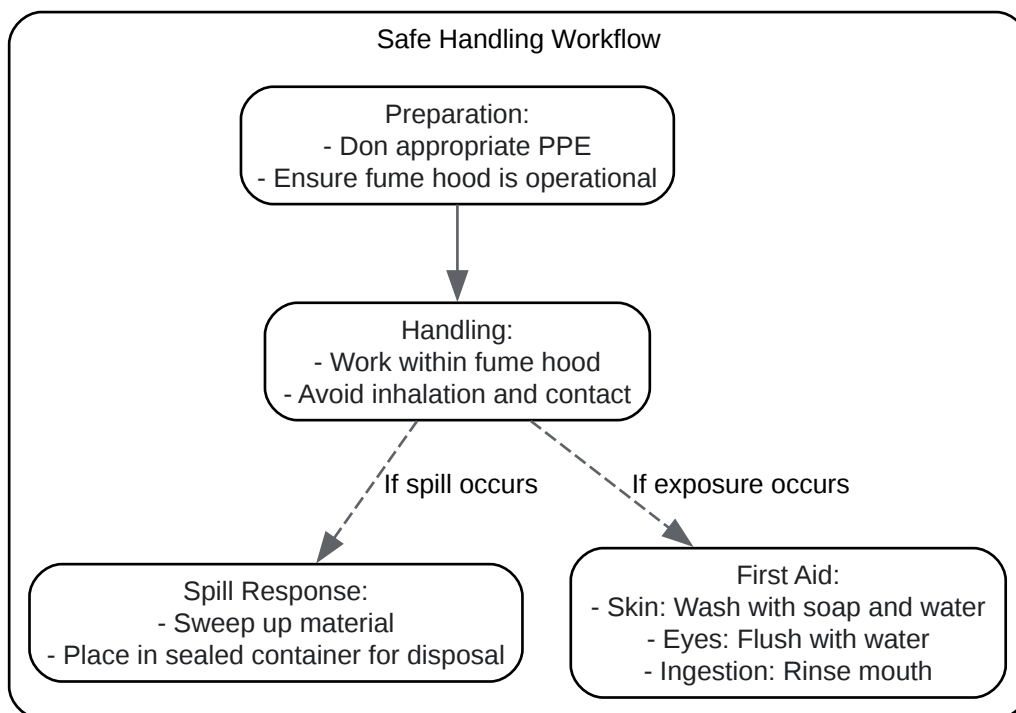 Safe Handling Workflow
Preparation:
- Don appropriate PPE
- Ensure fume hood is operational
Handling:
- Work within fume hood
- Avoid inhalation and contact
If spill occurs
If exposure occurs
Spill Response:
- Sweep up material
- Place in sealed container for disposal
First Aid:
- Skin: Wash with soap and water
- Eyes: Flush with water
- Ingestion: Rinse mouth